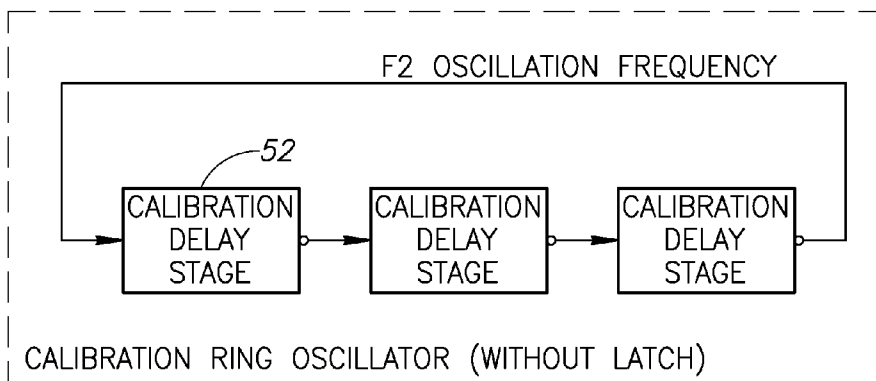 F2 OSCILLATION FREQUENCY
52
CALIBRATION
DELAY
STAGE
CALIBRATION
DELAY
STAGE
CALIBRATION
DELAY
STAGE
CALIBRATION RING OSCILLATOR (WITHOUT LATCH)